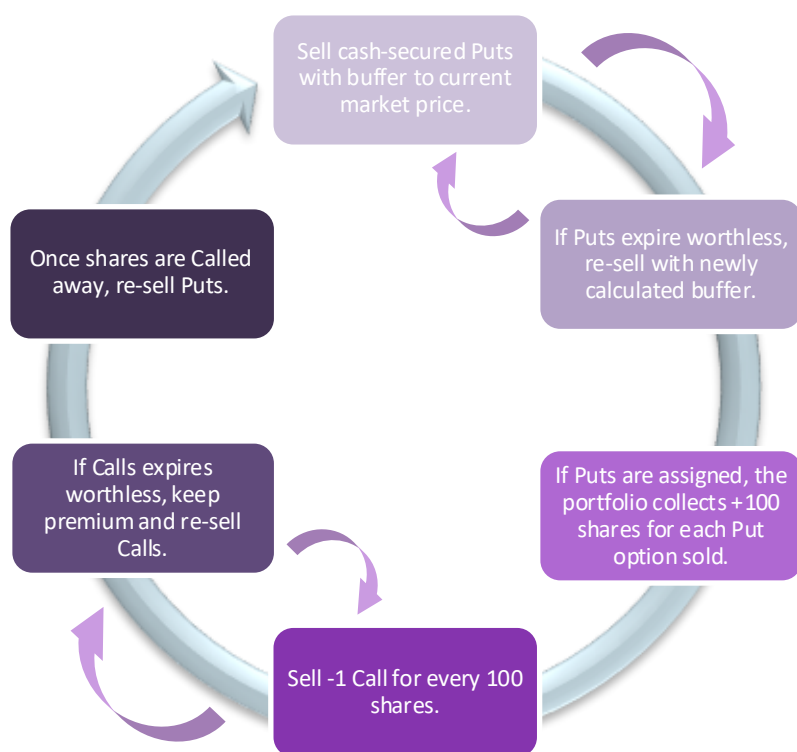 Sell cash-secured Puts
with buffer to current
market price.
If Puts expire worthless,
re-sell with newly
calculated buffer.
If Puts are assigned, the
portfolio collects +100
shares for each Put
option sold.
Sell -1 Call for every 100
shares.
If Calls expires
worthless, keep
premium and re-sell
Calls.
Once shares are Called
away, re-sell Puts.